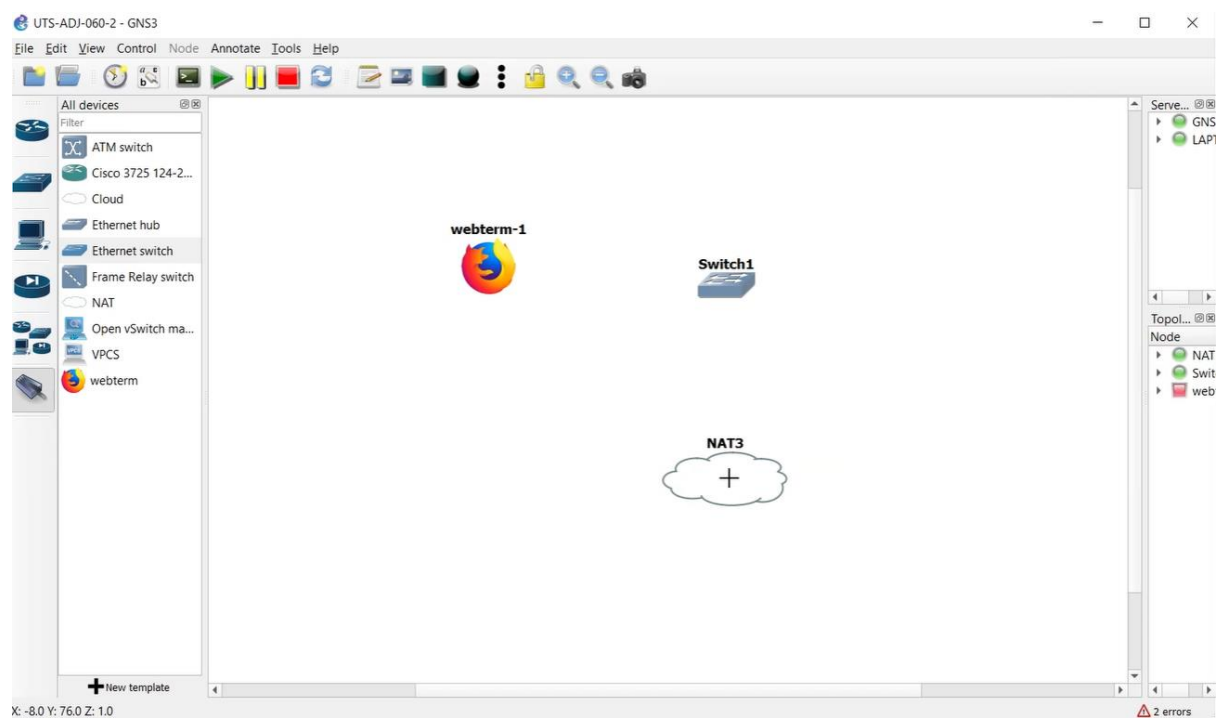 UTS-ADJ-060-2 - GNS3
File Edit View Control Node Annotate Tools Help
All devices
Filter
ATM switch
Cisco 3725 124-2...
Cloud
Ethernet hub
Ethernet switch
Frame Relay switch
NAT
Open vSwitch ma...
VPCS
webterm
New template
webterm-1
Switch1
NAT3
Serve...
GNS
LAPT
Topol...
Node
NAT
Swit
web
X: -8.0 Y: 76.0 Z: 1.0
2 errors